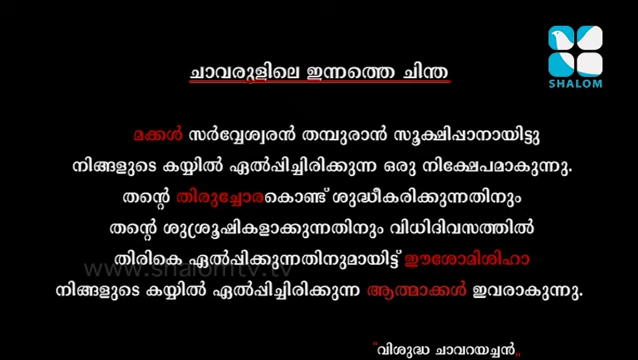 SHALOM
ചാവരുളിലെ ഇന്നത്തെ ചിന്ത
മക്കൾ സർവ്വേശ്വരൻ തമ്പുരാൻ സൂക്ഷിപ്പാനായിട്ടു
നിങ്ങളുടെ കയ്യിൽ ഏൽപ്പിച്ചിരിക്കുന്ന ഒരു നിക്ഷേപമാകുന്നു.
തന്റെ തിരുച്ചോരകൊണ്ട് ശുദ്ധീകരിക്കുന്നതിനും
തന്റെ ശുശ്രൂഷികളാക്കുന്നതിനും വിധിദിവസത്തിൽ
തിരികെ ഏൽപ്പിക്കുന്നതിനുമായിട്ട് ഈശോമിശിഹാ
www.shalomtv.tv
നിങ്ങളുടെ കയ്യിൽ ഏൽപ്പിച്ചിരിക്കുന്ന ആത്മാക്കൾ ഇവരാകുന്നു.
"വിശുദ്ധ ചാവറയച്ചൻ,,